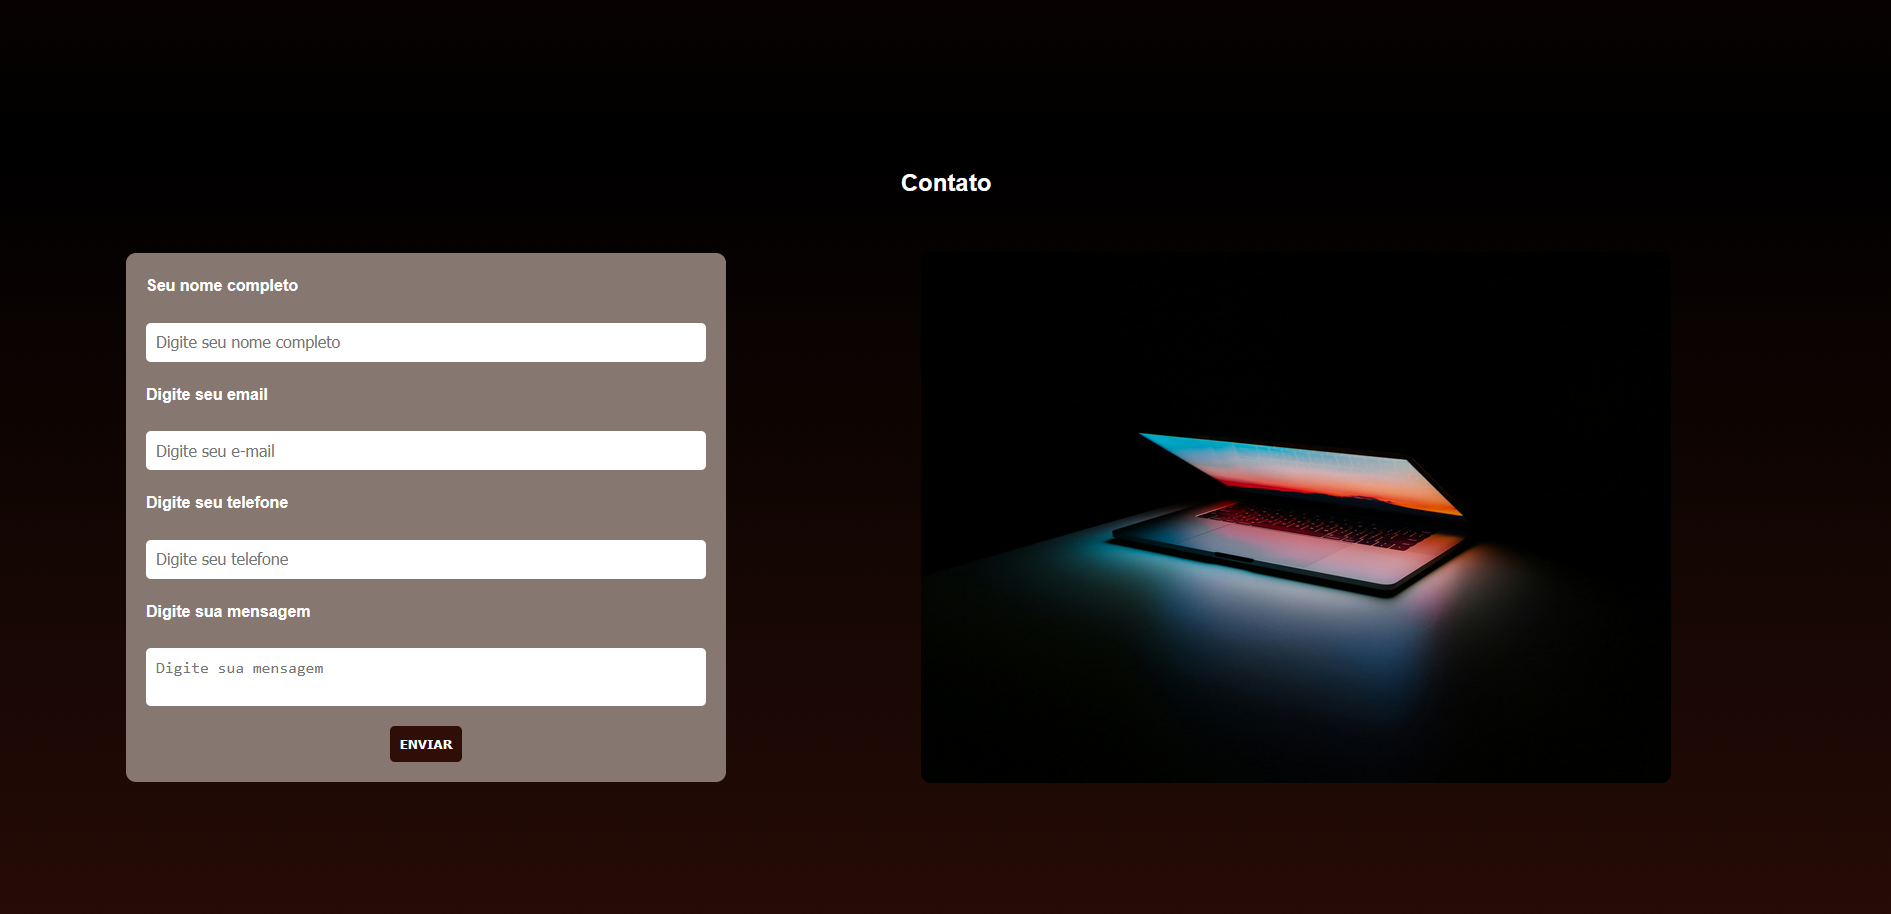 Contato
Seu nome completo
Digite seu nome completo
Digite seu email
Digite seu e-mail
Digite seu telefone
Digite seu telefone
Digite sua mensagem
Digite sua mensagem
ENVIAR